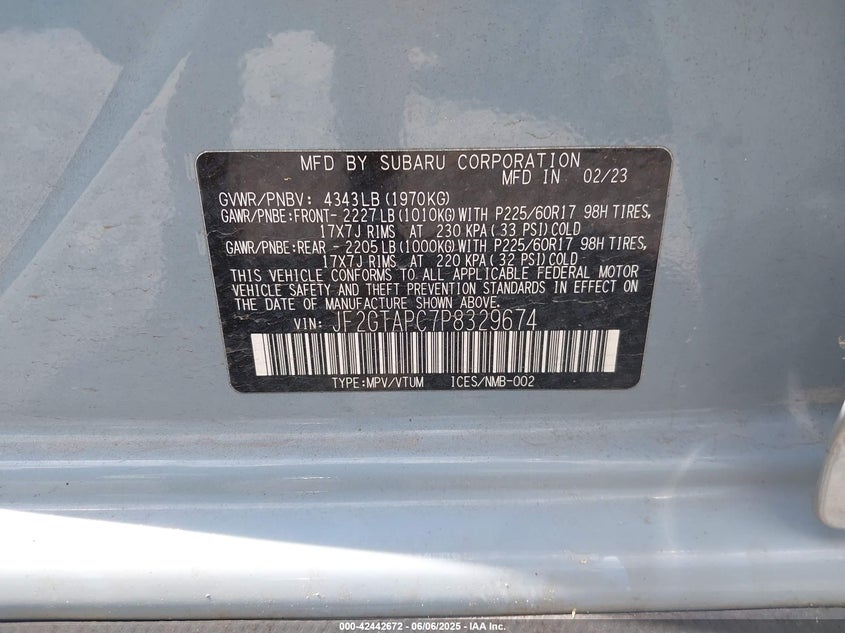 MFD BY SUBARU CORPORATION
MFD IN 02/23
GVWR/PNBV: 4343LB (1970KG)
GAWR/PNBE:FRONT- 2227 LB (1010KG) WITH P225/60R17 98H TIRES,
17X7J RIMS AT 230 KPA ( 33 PSI) COLD
GAWR/PNBE:REAR - 2205 LB (1000KG) WITH P225/60R17 98H TIRES,
17X7J RIMS AT 220 KPA ( 32 PSI) COLD
THIS VEHICLE CONFORMS TO ALL APPLICABLE FEDERAL MOTOR
VEHICLE SAFETY AND THEFT PREVENTION STANDARDS IN EFFECT ON
THE DATE OF MANUFACTURE SHOWN ABOVE.
VIN: JF2GTAPC7P8329674
TYPE:MPV/VTUM ICES/NMB-002
000-42442672 - 06/06/2025 - IAA Inc.